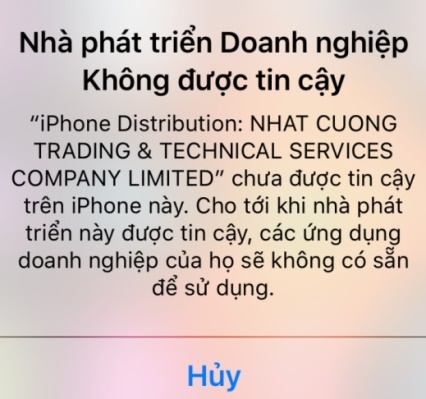 Nhà phát triển Doanh nghiệp
Không được tin cậy
“iPhone Distribution: NHAT CUONG
TRADING & TECHNICAL SERVICES
COMPANY LIMITED” chưa được tin cậy
trên iPhone này. Cho tới khi nhà phát
triển này được tin cậy, các ứng dụng
doanh nghiệp của họ sẽ không có sẵn
để sử dụng.
Hủy